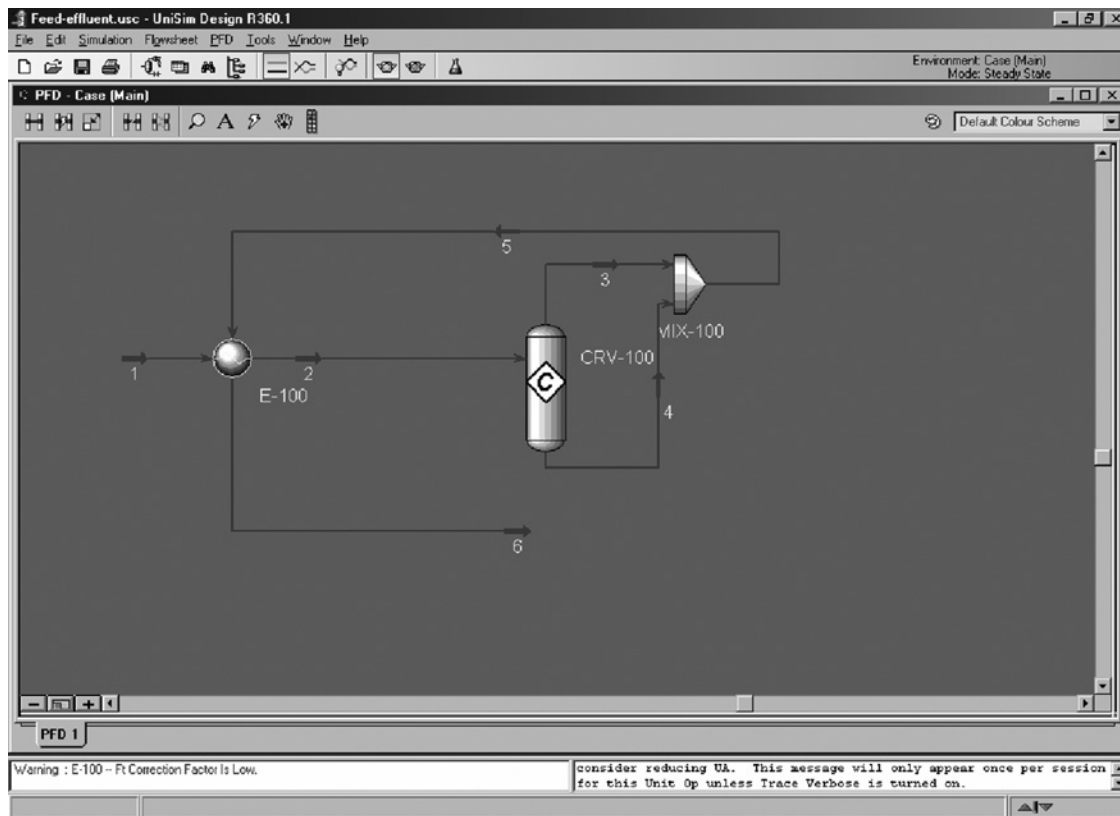 Feed-effluent.usc - UniSim Design R360.1
File Edit Simulation Flowsheet PFD Tools Window Help
Environment: Case (Main)
Mode: Steady State
PFD - Case (Main)
A
Default Colour Scheme
5
3
MIX-100
CRV-100
1
2
E-100
C
4
6
PFD 1
Warning : E-100 -- Ft Correction Factor Is Low.
consider reducing UA. This message will only appear once per session
for this Unit Op unless Trace Verbose is turned on.